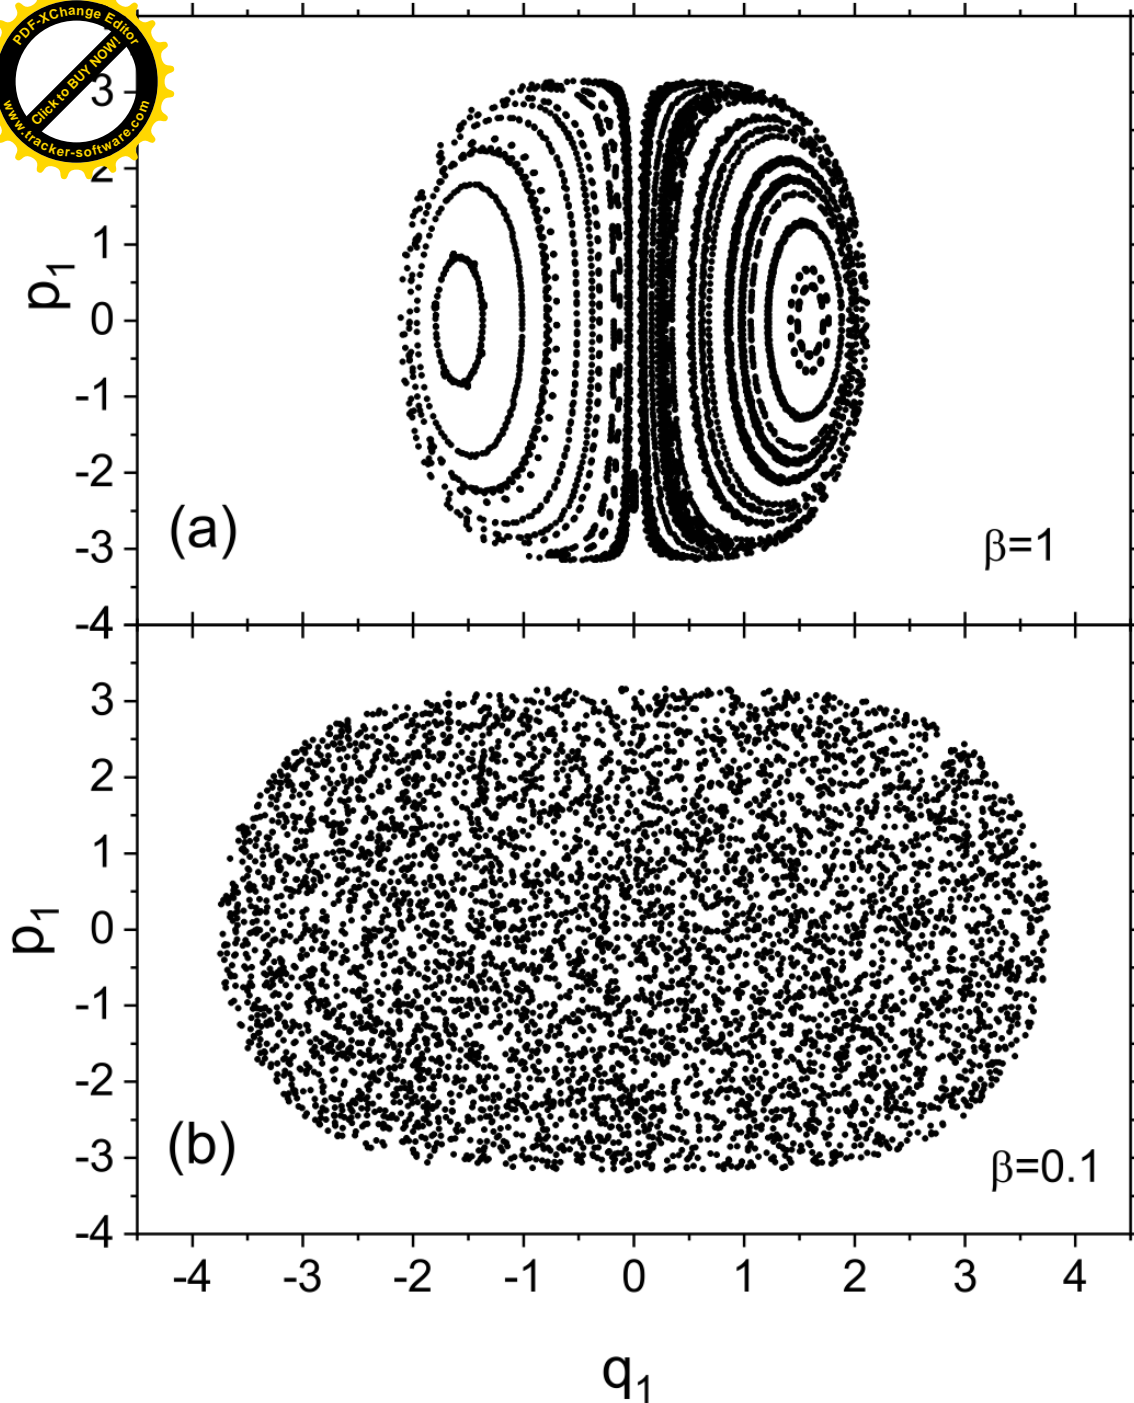 PDF-XChange Editor
Click to BUY NOW!
www.tracker-software.com
3
2
1
p1
0
-1
-2
(a)
-3
β=1
-4
3
2
1
p1
0
-1
-2
(b)
-3
β=0.1
-4
-4 -3 -2 -1 0 1 2 3 4
q1